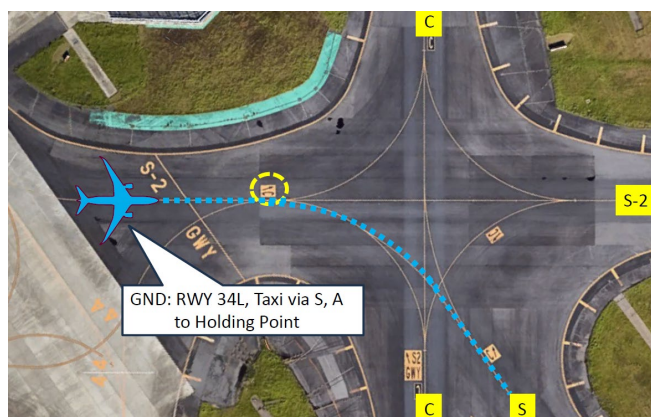 C
S-2
S-2
GWY
GND: RWY 34L, Taxi via S, A
to Holding Point
S2
GWY
C
S